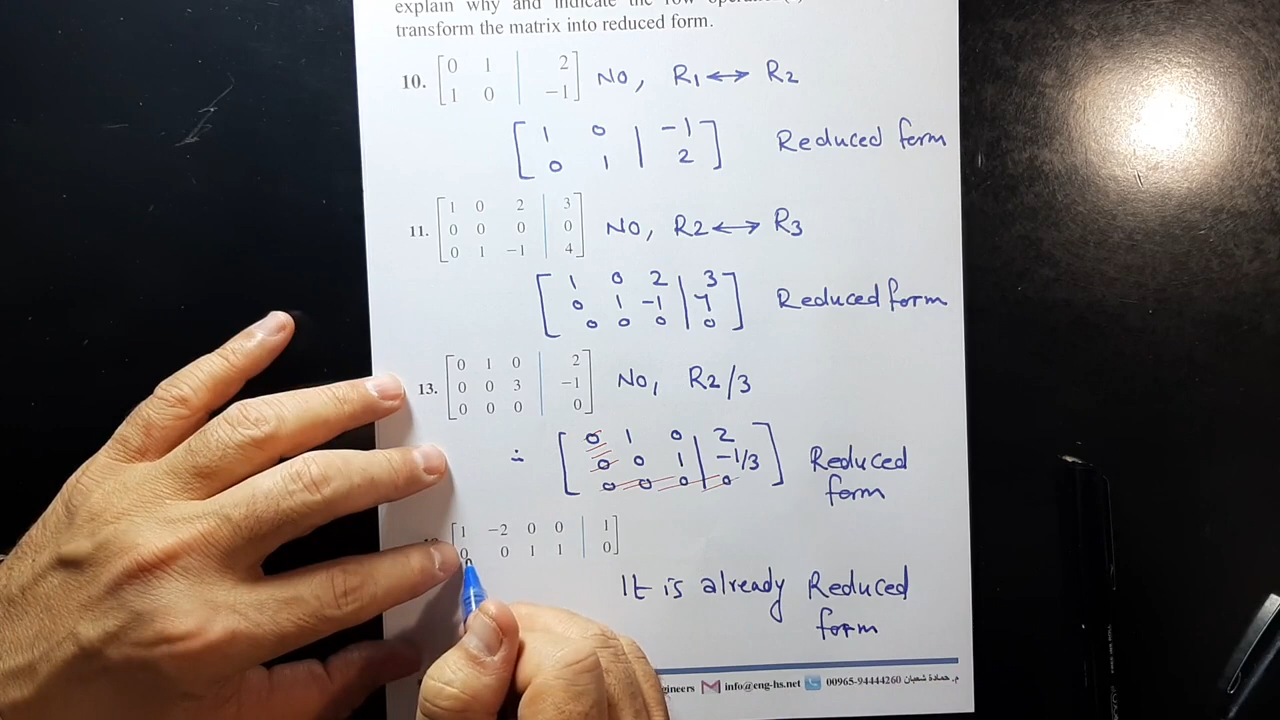 explain why and indicate the row
transform the matrix into reduced form.
10. [0 1 | 2] No, R1 ↔ R2
[1 0 | −1]
[1 0 | −1] Reduced form
[0 1 | 2]
11. [1 0 2 | 3] No, R2 ↔ R3
[0 0 0 | 0]
[0 1 −1 | 4]
[1 0 2 | 3] Reduced form
[0 1 −1 | 4]
[0 0 0 | 0]
13. [0 1 0 | 2] No, R2/3
[0 0 3 | −1]
[0 0 0 | 0]
∴ [0 1 0 | 2] Reduced
[0 0 1 | −1/3] form
[0 0 0 | 0]
[1 −2 0 0 | 1]
[0 0 1 1 | 0]
It is already Reduced
form
info@eng-hs.net 00965-94444260 م. حمادة شعبان